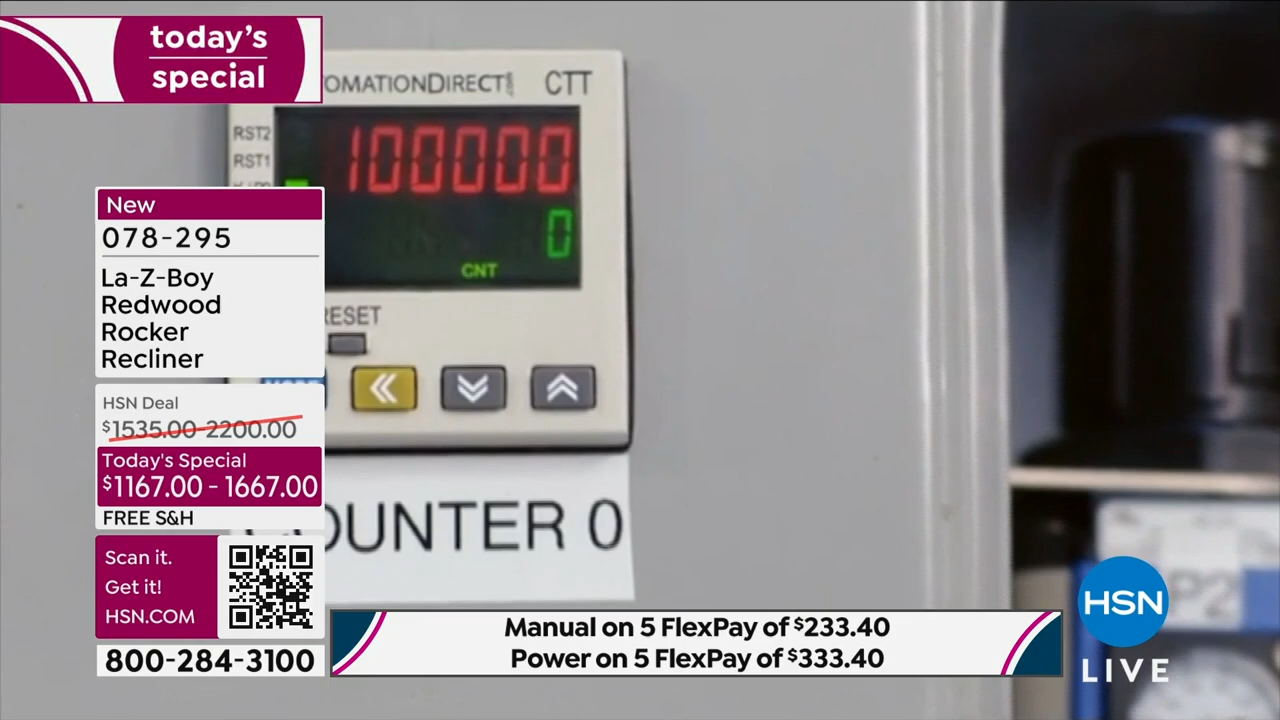 today's
special
OMATIONDIRECT CTT
RST2
RST1
100000
0
CNT
RESET
OUNTER 0
New
078-295
La-Z-Boy
Redwood
Rocker
Recliner
HSN Deal
$1535.00-2200.00
Today's Special
$1167.00 - 1667.00
FREE S&H
Scan it.
Get it!
HSN.COM
800-284-3100
Manual on 5 FlexPay of $233.40
Power on 5 FlexPay of $333.40
P2
HSN
LIVE